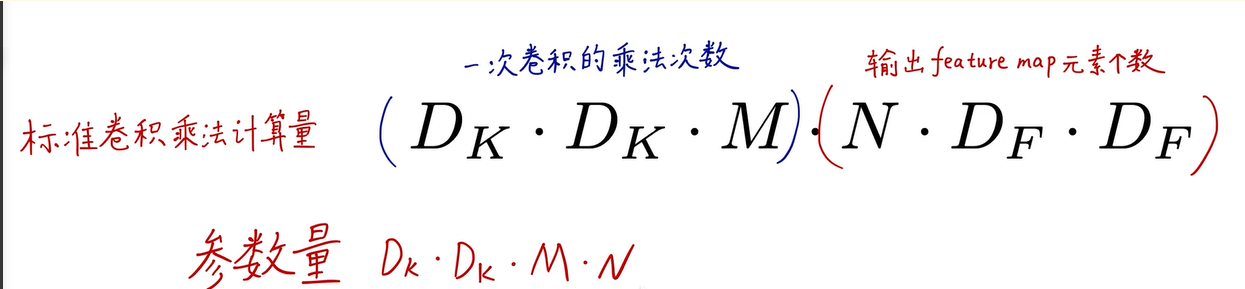 一次卷积的乘法次数 输出feature map元素个数
标准卷积乘法计算量 (D_K · D_K · M)·(N · D_F · D_F)
参数量 D_K · D_K · M · N